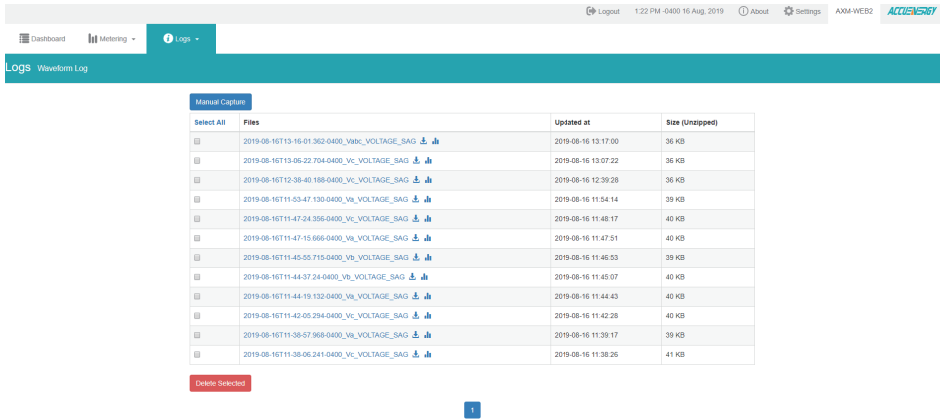 Logout 1:22 PM -0400 16 Aug, 2019 About Settings AXM-WEB2 ACCUENERGY
Dashboard Metering Logs
Logs Waveform Log
Manual Capture
Select All Files Updated at Size (Unzipped)
2019-08-16T13-16-01.362-0400_Vabc_VOLTAGE_SAG 2019-08-16 13:17:00 36 KB
2019-08-16T13-06-22.704-0400_Vc_VOLTAGE_SAG 2019-08-16 13:07:22 36 KB
2019-08-16T12-38-40.188-0400_Vc_VOLTAGE_SAG 2019-08-16 12:39:28 36 KB
2019-08-16T11-53-47.130-0400_Va_VOLTAGE_SAG 2019-08-16 11:54:14 39 KB
2019-08-16T11-47-24.356-0400_Vc_VOLTAGE_SAG 2019-08-16 11:48:17 40 KB
2019-08-16T11-47-15.666-0400_Va_VOLTAGE_SAG 2019-08-16 11:47:51 40 KB
2019-08-16T11-45-55.715-0400_Vb_VOLTAGE_SAG 2019-08-16 11:46:53 39 KB
2019-08-16T11-44-37.24-0400_Vb_VOLTAGE_SAG 2019-08-16 11:45:07 40 KB
2019-08-16T11-44-19.132-0400_Va_VOLTAGE_SAG 2019-08-16 11:44:43 40 KB
2019-08-16T11-42-05.294-0400_Vc_VOLTAGE_SAG 2019-08-16 11:42:28 40 KB
2019-08-16T11-38-57.968-0400_Va_VOLTAGE_SAG 2019-08-16 11:39:17 39 KB
2019-08-16T11-38-06.241-0400_Vc_VOLTAGE_SAG 2019-08-16 11:38:26 41 KB
Delete Selected
1